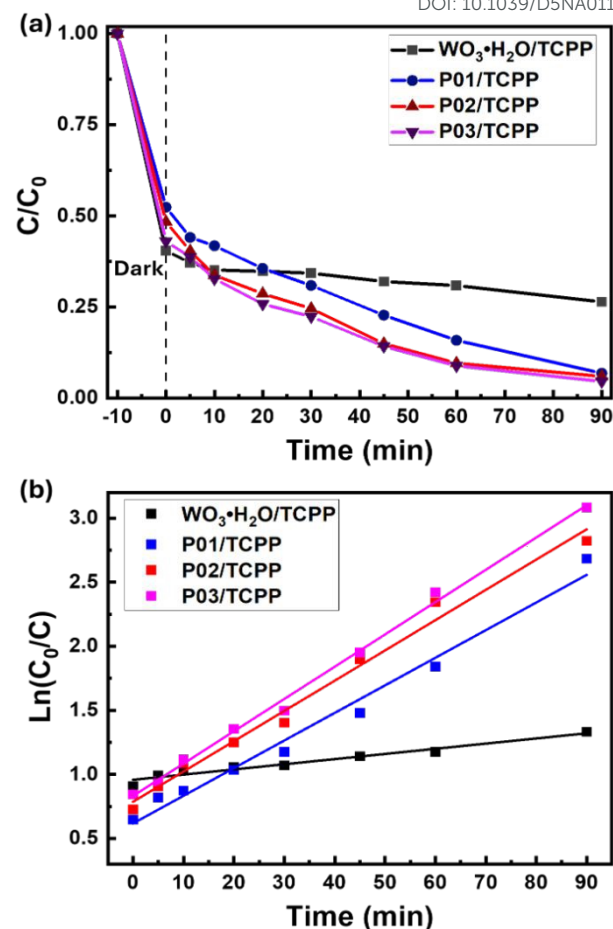 DOI: 10.1039/D5NA011
(a)
1.00
0.75
0.50
0.25
0.00
C/C₀
Dark
WO₃•H₂O/TCPP
P01/TCPP
P02/TCPP
P03/TCPP
-10 0 10 20 30 40 50 60 70 80 90
Time (min)
(b)
3.0
2.5
2.0
1.5
1.0
0.5
Ln(C₀/C)
WO₃•H₂O/TCPP
P01/TCPP
P02/TCPP
P03/TCPP
0 10 20 30 40 50 60 70 80 90
Time (min)